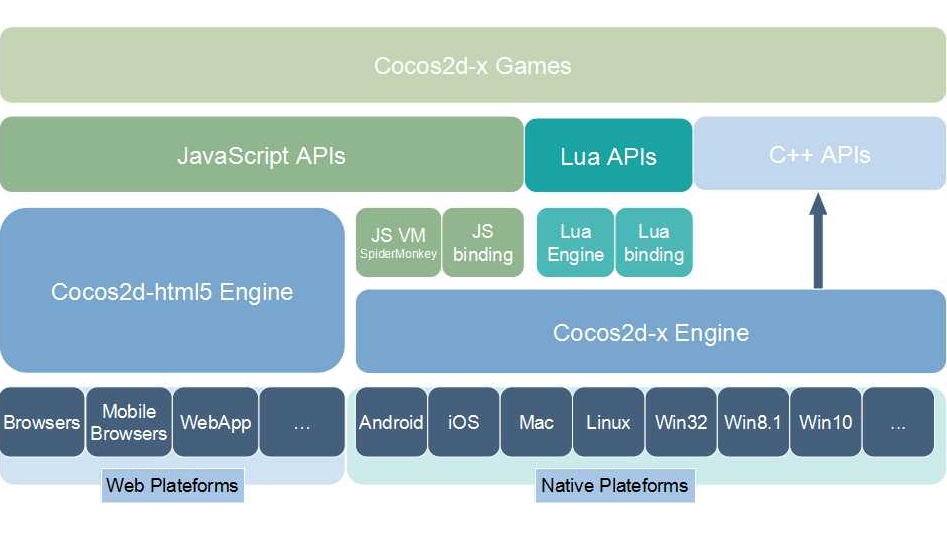 Cocos2d-x Games
JavaScript APIs
Lua APIs
C++ APIs
JS VM
SpiderMonkey
JS
binding
Lua
Engine
Lua
binding
Cocos2d-html5 Engine
Cocos2d-x Engine
Browsers
Mobile
Browsers
WebApp
...
Android
iOS
Mac
Linux
Win32
Win8.1
Win10
...
Web Plateforms
Native Plateforms